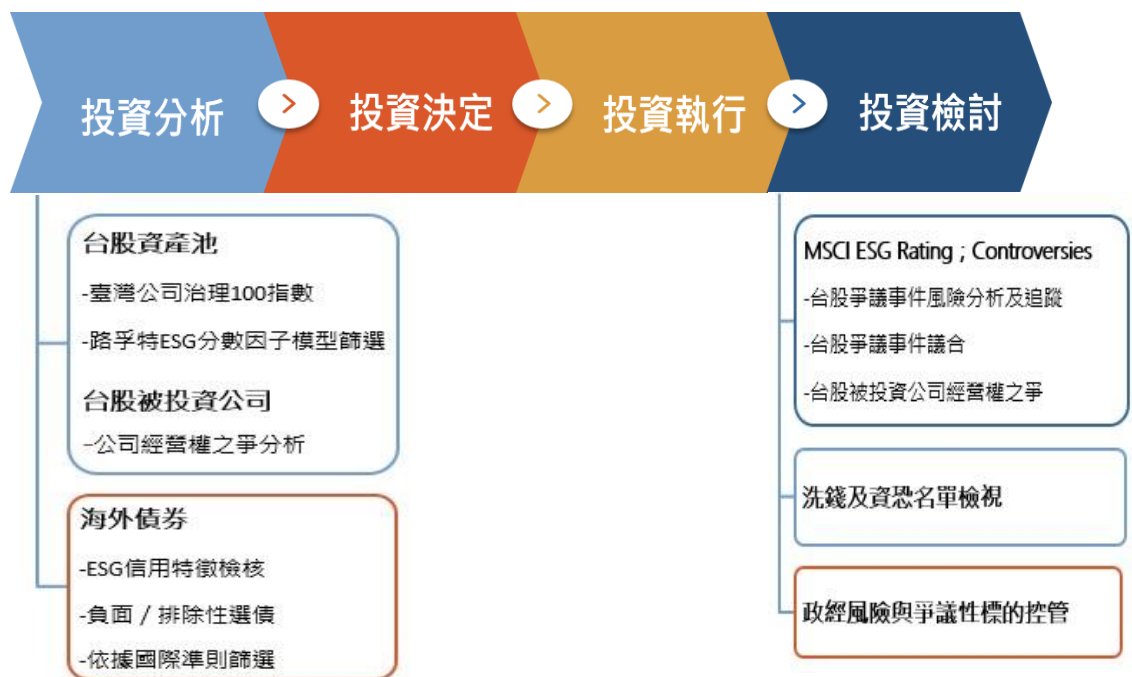 投資分析
投資決定
投資執行
投資檢討
台股資產池
-臺灣公司治理100指數
-路孚特ESG分數因子模型篩選
台股被投資公司
-公司經營權之爭分析
海外債券
-ESG信用特徵檢核
-負面 / 排除性選債
-依據國際準則篩選
MSCI ESG Rating ; Controversies
-台股爭議事件風險分析及追蹤
-台股爭議事件議合
-台股被投資公司經營權之爭
洗錢及資恐名單檢視
政經風險與爭議性標的控管